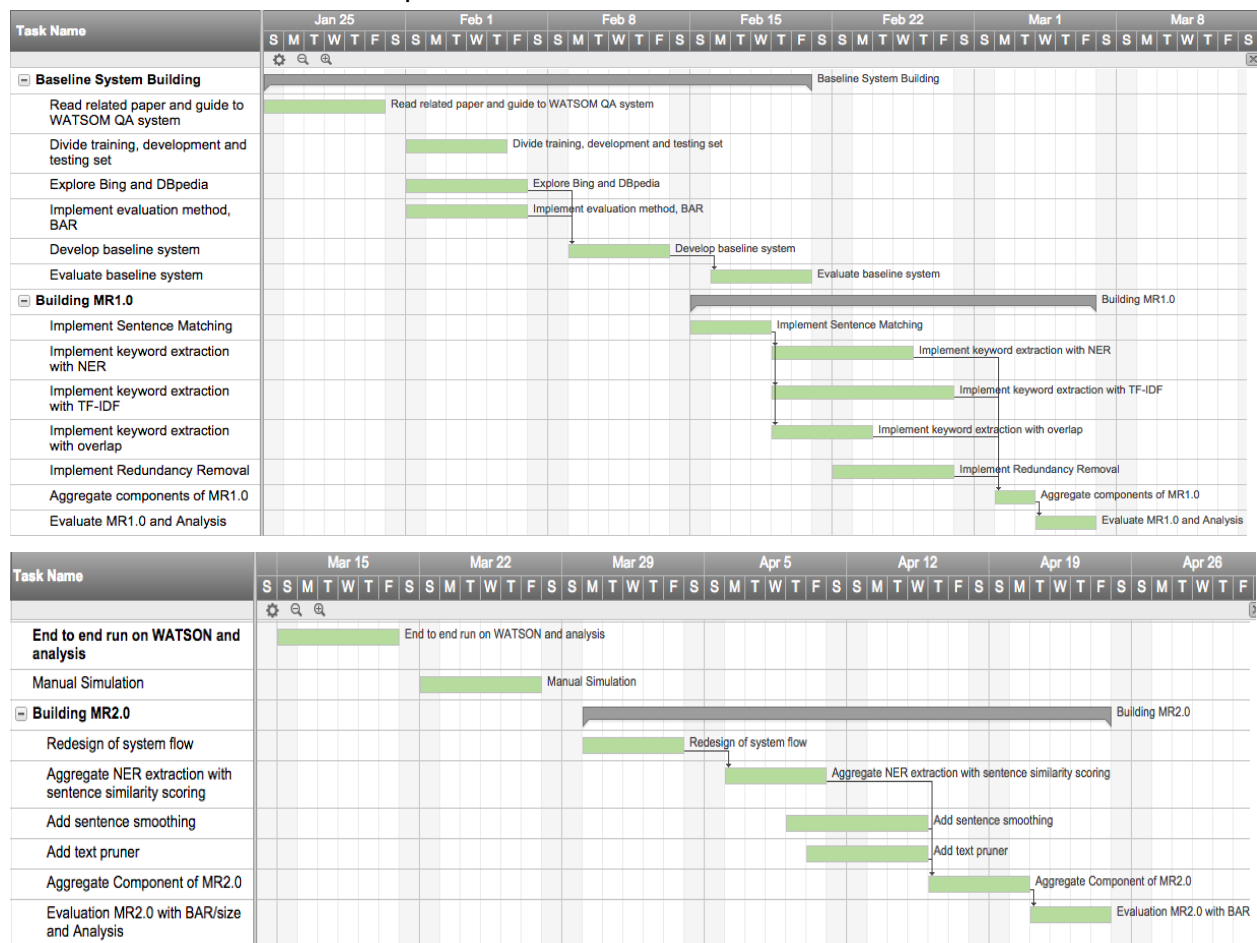 Task Name
Jan 25 Feb 1 Feb 8 Feb 15 Feb 22 Mar 1 Mar 8
S M T W T F S S M T W T F S S M T W T F S S M T W T F S S M T W T F S S M T W T F S S M T W T F S
Baseline System Building Baseline System Building
Read related paper and guide to Read related paper and guide to WATSOM QA system
WATSOM QA system
Divide training, development and Divide training, development and testing set
testing set
Explore Bing and DBpedia Explore Bing and DBpedia
Implement evaluation method, Implement evaluation method, BAR
BAR
Develop baseline system Develop baseline system
Evaluate baseline system Evaluate baseline system
Building MR1.0 Building MR1.0
Implement Sentence Matching Implement Sentence Matching
Implement keyword extraction Implement keyword extraction with NER
with NER
Implement keyword extraction Implement keyword extraction with TF-IDF
with TF-IDF
Implement keyword extraction Implement keyword extraction with overlap
with overlap
Implement Redundancy Removal Implement Redundancy Removal
Aggregate components of MR1.0 Aggregate components of MR1.0
Evaluate MR1.0 and Analysis Evaluate MR1.0 and Analysis
Task Name
Mar 15 Mar 22 Mar 29 Apr 5 Apr 12 Apr 19 Apr 26
S S M T W T F S S M T W T F S S M T W T F S S M T W T F S S M T W T F S S M T W T F S S M T W T F
End to end run on WATSON and End to end run on WATSON and analysis
analysis
Manual Simulation Manual Simulation
Building MR2.0 Building MR2.0
Redesign of system flow Redesign of system flow
Aggregate NER extraction with Aggregate NER extraction with sentence similarity scoring
sentence similarity scoring
Add sentence smoothing Add sentence smoothing
Add text pruner Add text pruner
Aggregate Component of MR2.0 Aggregate Component of MR2.0
Evaluation MR2.0 with BAR/size Evaluation MR2.0 with BAR
and Analysis